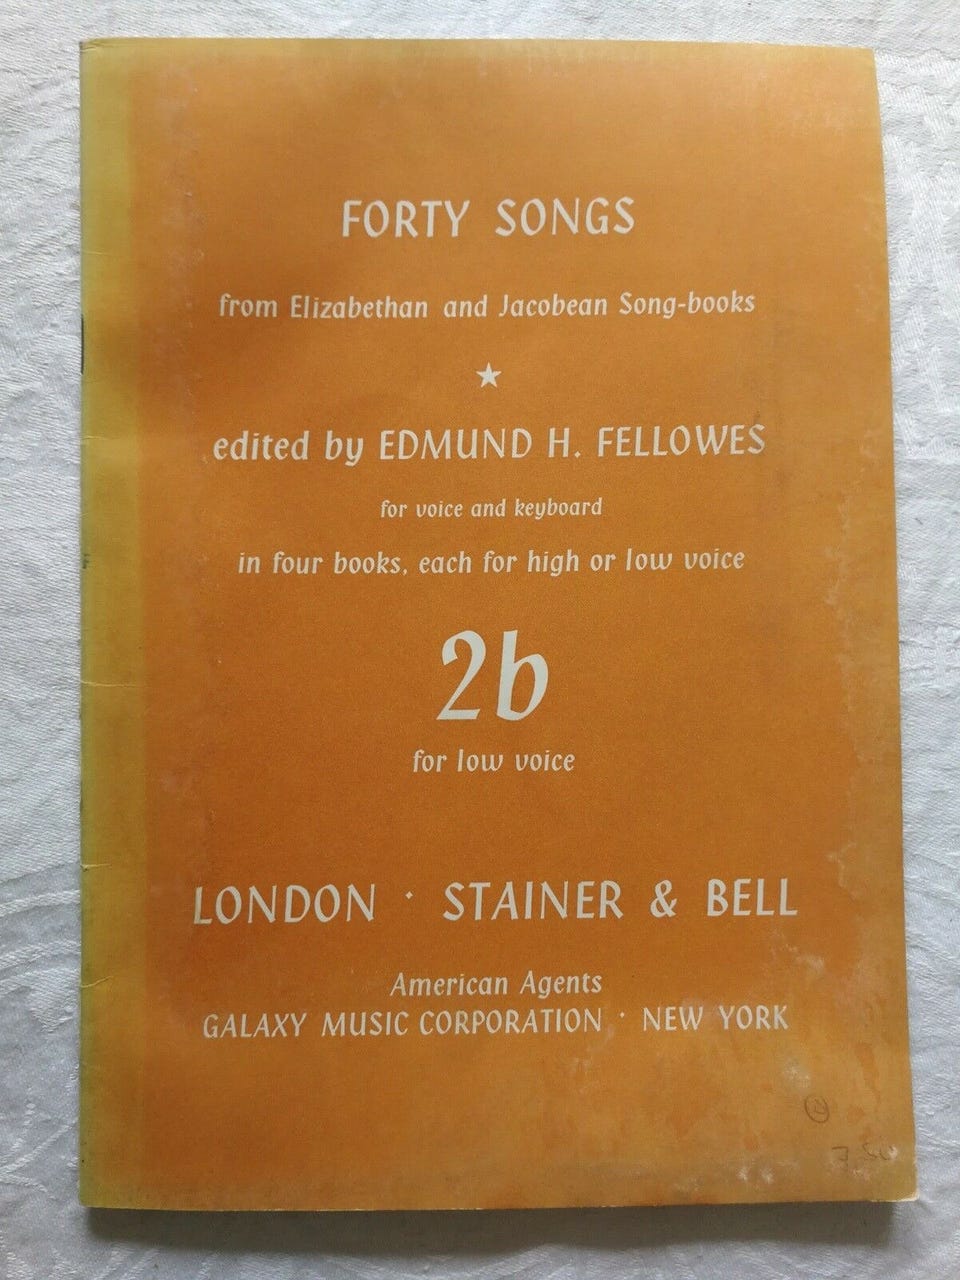 FORTY SONGS
from Elizabethan and Jacobean Song-books
edited by EDMUND H. FELLOWES
for voice and keyboard
in four books, each for high or low voice
2b
for low voice
LONDON · STAINER & BELL
American Agents
GALAXY MUSIC CORPORATION · NEW YORK